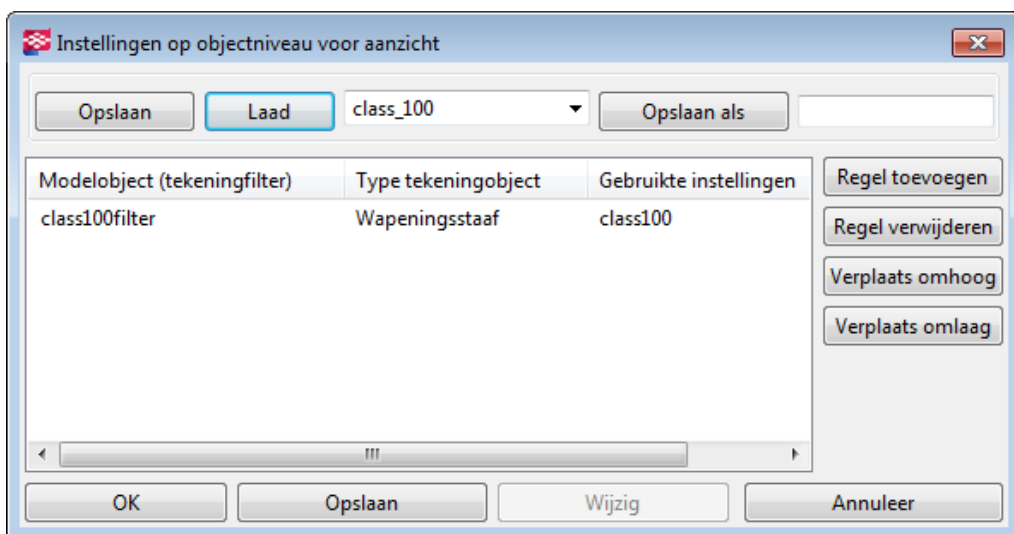 Instellingen op objectniveau voor aanzicht
Opslaan Laad class_100 Opslaan als
Modelobject (tekeningfilter) Type tekeningobject Gebruikte instellingen Regel toevoegen
class100filter Wapeningsstaaf class100 Regel verwijderen
Verplaats omhoog
Verplaats omlaag
OK Opslaan Wijzig Annuleer